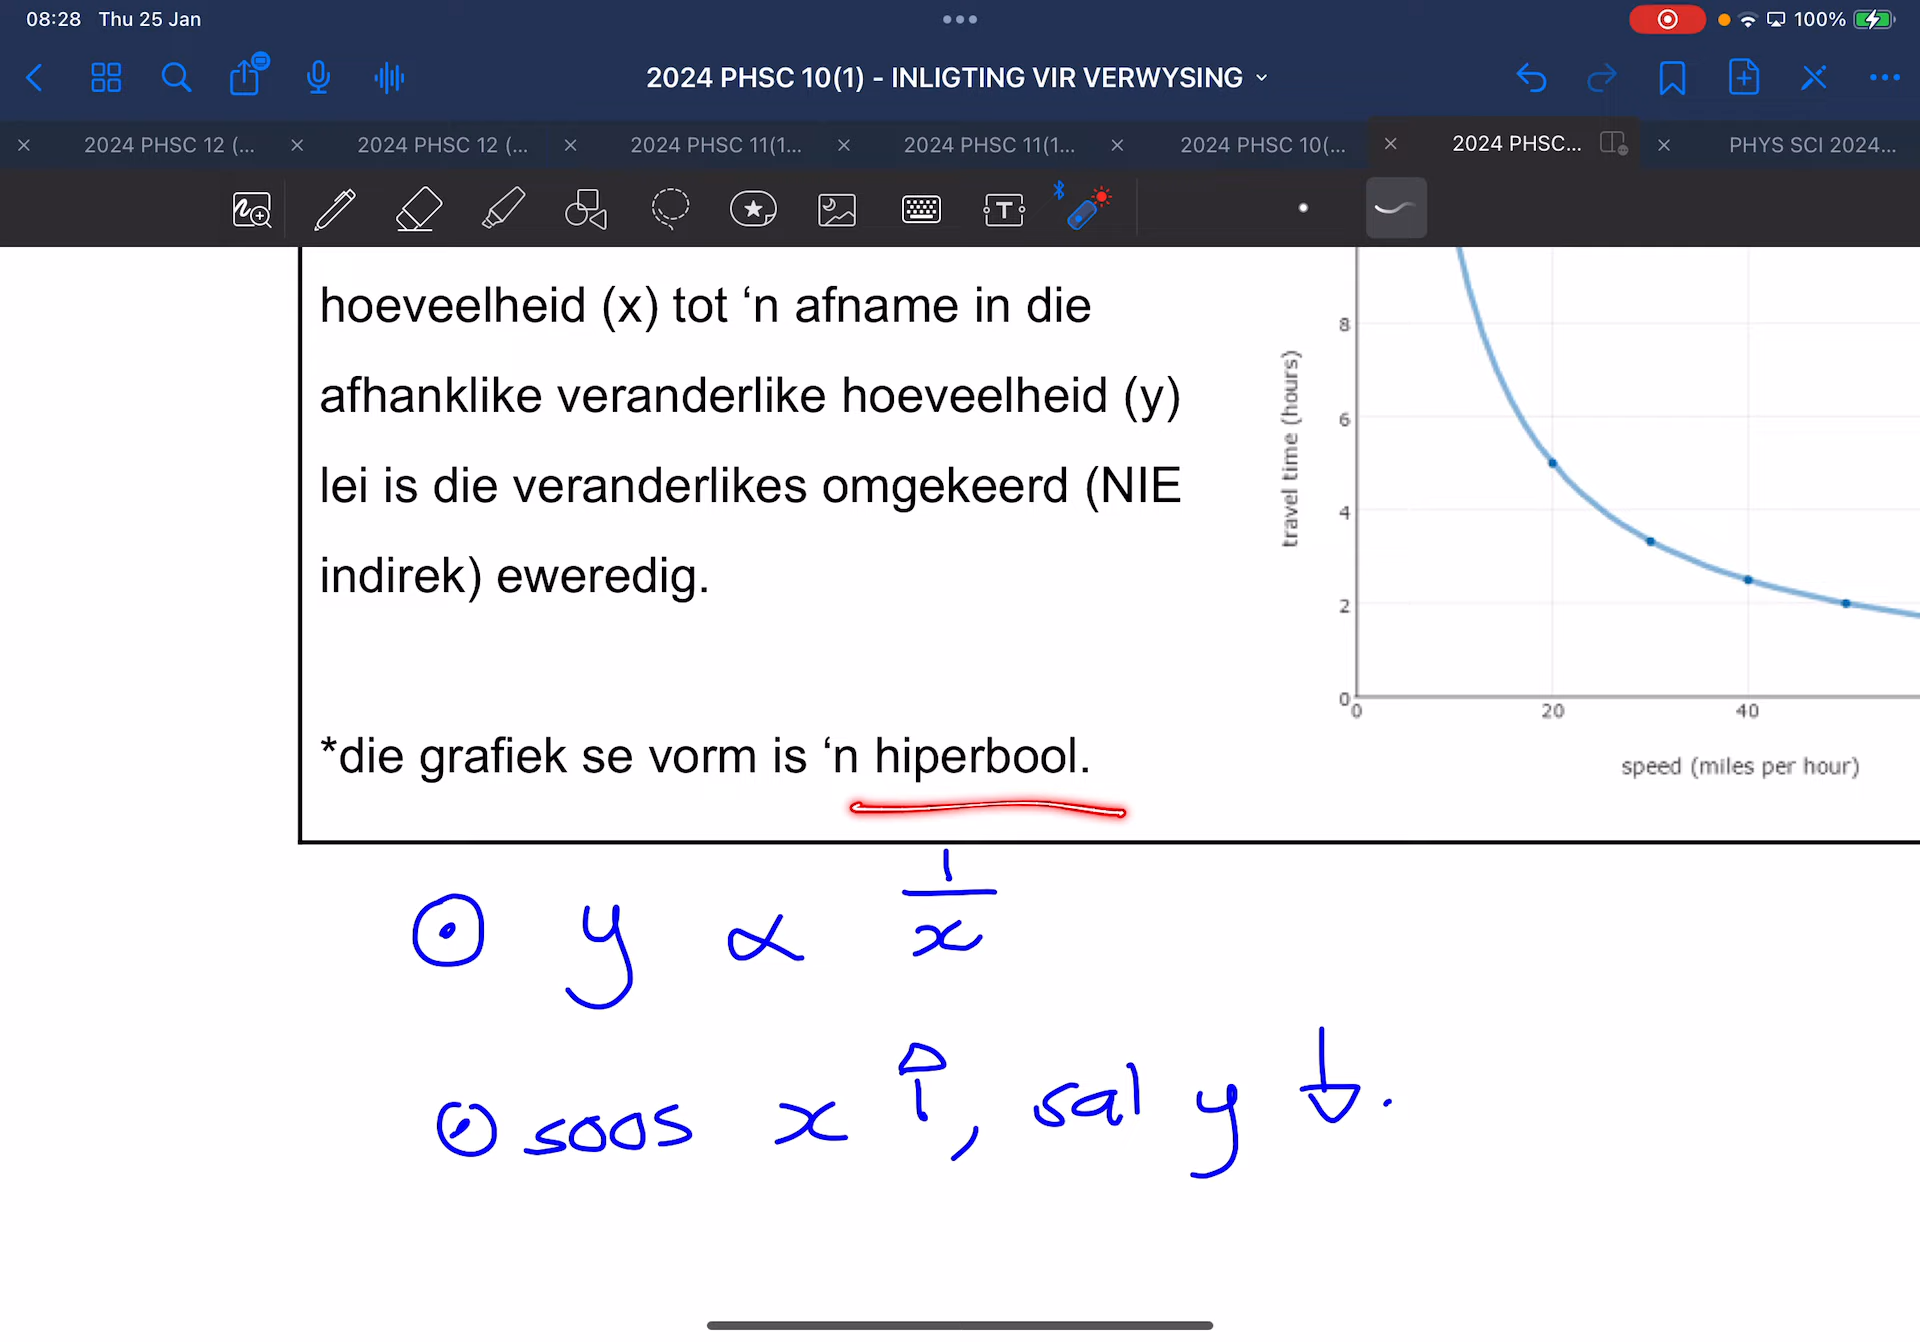 08:28 Thu 25 Jan
100%
2024 PHSC 10(1) - INLIGTING VIR VERWYSING
2024 PHSC 12 (... 2024 PHSC 12 (... 2024 PHSC 11(1... 2024 PHSC 11(1... 2024 PHSC 10(... 2024 PHSC... PHYS SCI 2024...
T
hoeveelheid (x) tot ‘n afname in die
afhanklike veranderlike hoeveelheid (y)
lei is die veranderlikes omgekeerd (NIE
indirek) eweredig.
*die grafiek se vorm is ‘n hiperbool.
travel time (hours)
8
6
4
2
0
0 20 40
speed (miles per hour)
y ∝ 1/x
soos x ↑, sal y ↓.